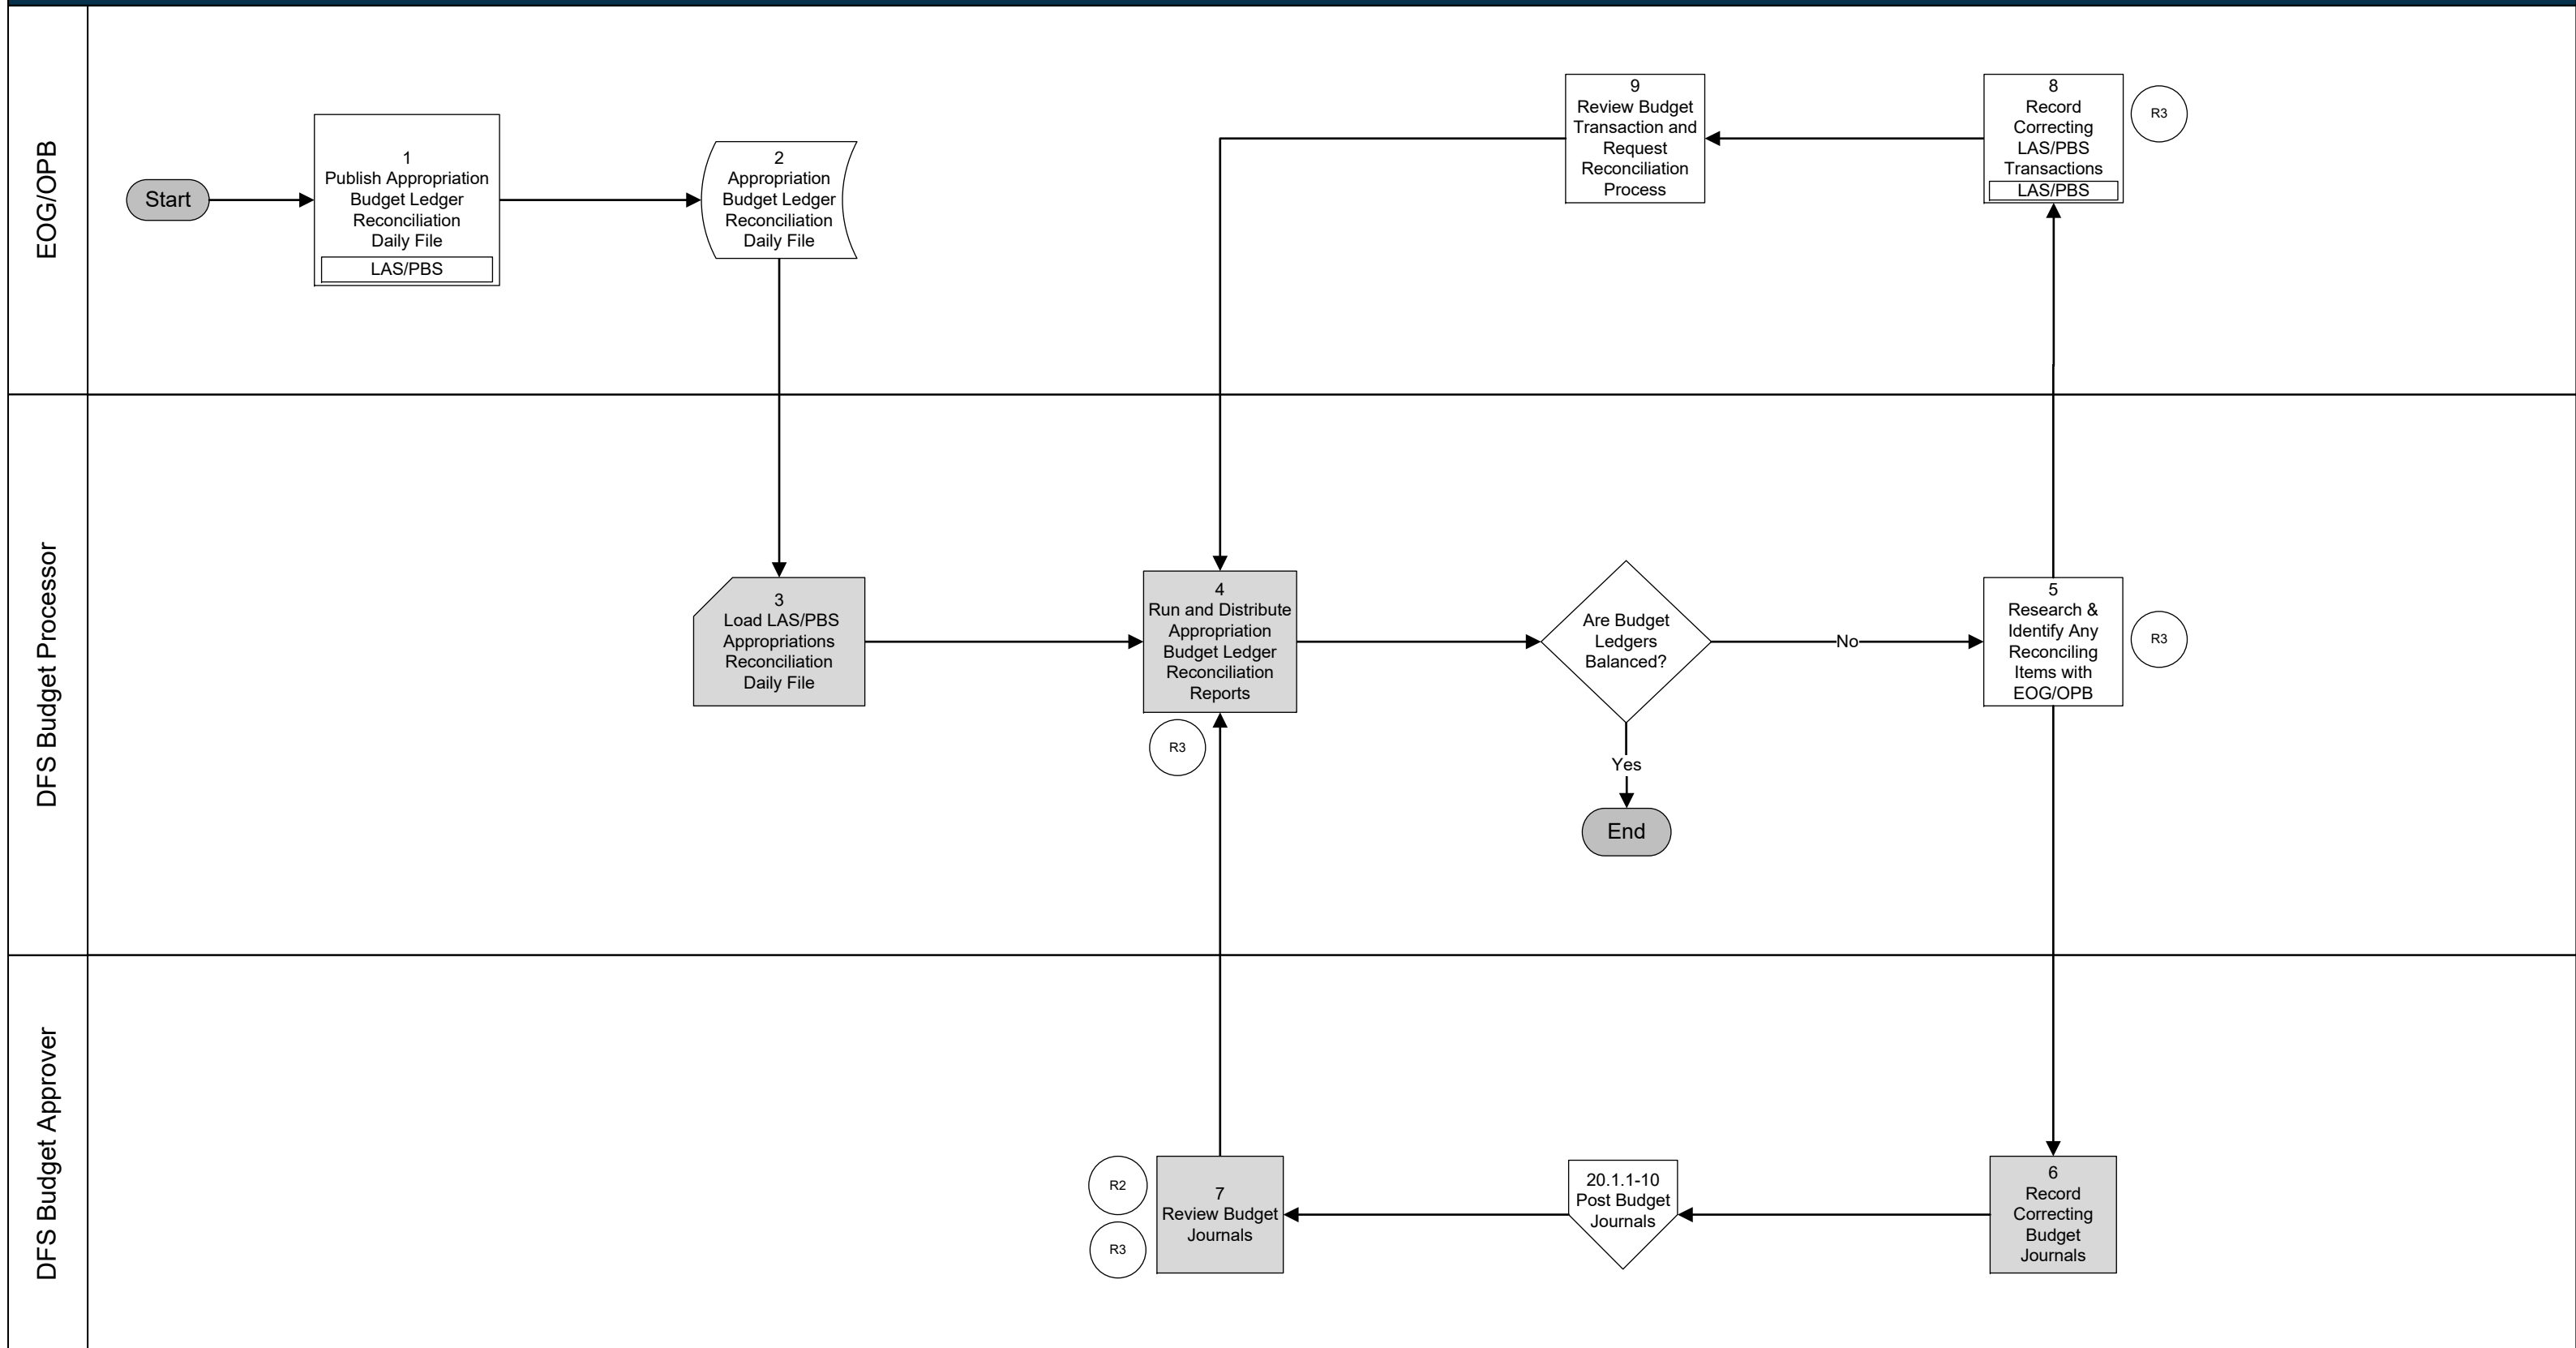 EOG/OPB
Start
1
Publish Appropriation
Budget Ledger
Reconciliation
Daily File
LAS/PBS
2
Appropriation
Budget Ledger
Reconciliation
Daily File
9
Review Budget
Transaction and
Request
Reconciliation
Process
8
Record
Correcting
LAS/PBS
Transactions
LAS/PBS
R3
DFS Budget Processor
3
Load LAS/PBS
Appropriations
Reconciliation
Daily File
4
Run and Distribute
Appropriation
Budget Ledger
Reconciliation
Reports
R3
Are Budget
Ledgers
Balanced?
No
Yes
End
5
Research &
Identify Any
Reconciling
Items with
EOG/OPB
R3
DFS Budget Approver
R2
R3
7
Review Budget
Journals
20.1.1-10
Post Budget
Journals
6
Record
Correcting
Budget
Journals